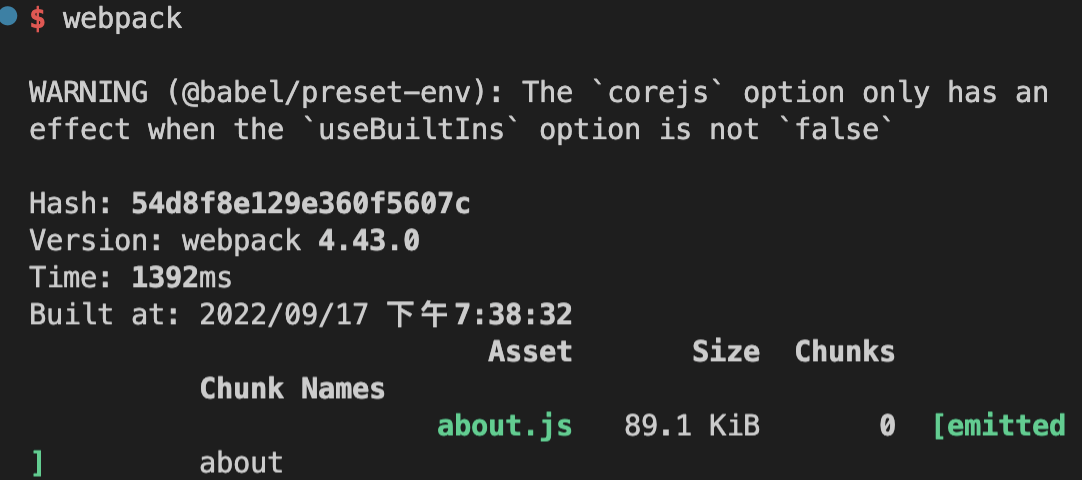 $ webpack
WARNING (@babel/preset-env): The `corejs` option only has an
effect when the `useBuiltIns` option is not `false`
Hash: 54d8f8e129e360f5607c
Version: webpack 4.43.0
Time: 1392ms
Built at: 2022/09/17 下午7:38:32
Asset Size Chunks
Chunk Names
about.js 89.1 KiB 0 [emitted
] about